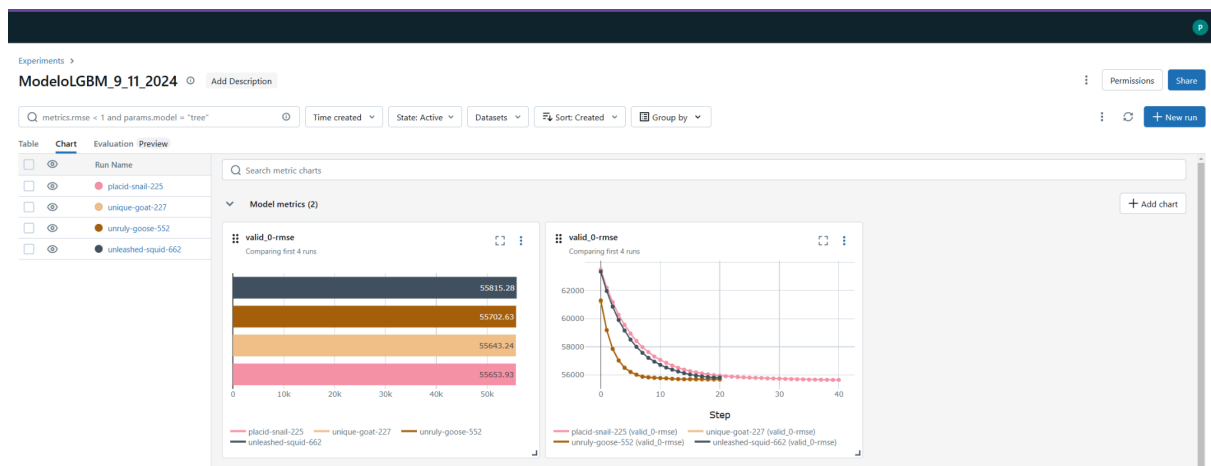 P
Experiments >
ModeloLGBM_9_11_2024 Add Description
Permissions Share
metrics.rmse < 1 and params.model = "tree" Time created State: Active Datasets Sort: Created Group by + New run
Table Chart Evaluation Preview
Run Name
placid-snail-225
unique-goat-227
unruly-goose-552
unleashed-squid-662
Search metric charts
Model metrics (2) + Add chart
valid_0-rmse
Comparing first 4 runs
55815.28
55702.63
55643.24
55653.93
0 10k 20k 30k 40k 50k
placid-snail-225 unique-goat-227 unruly-goose-552
unleashed-squid-662
valid_0-rmse
Comparing first 4 runs
62000
60000
58000
56000
0 10 20 30 40
Step
placid-snail-225 (valid_0-rmse) unique-goat-227 (valid_0-rmse)
unruly-goose-552 (valid_0-rmse) unleashed-squid-662 (valid_0-rmse)